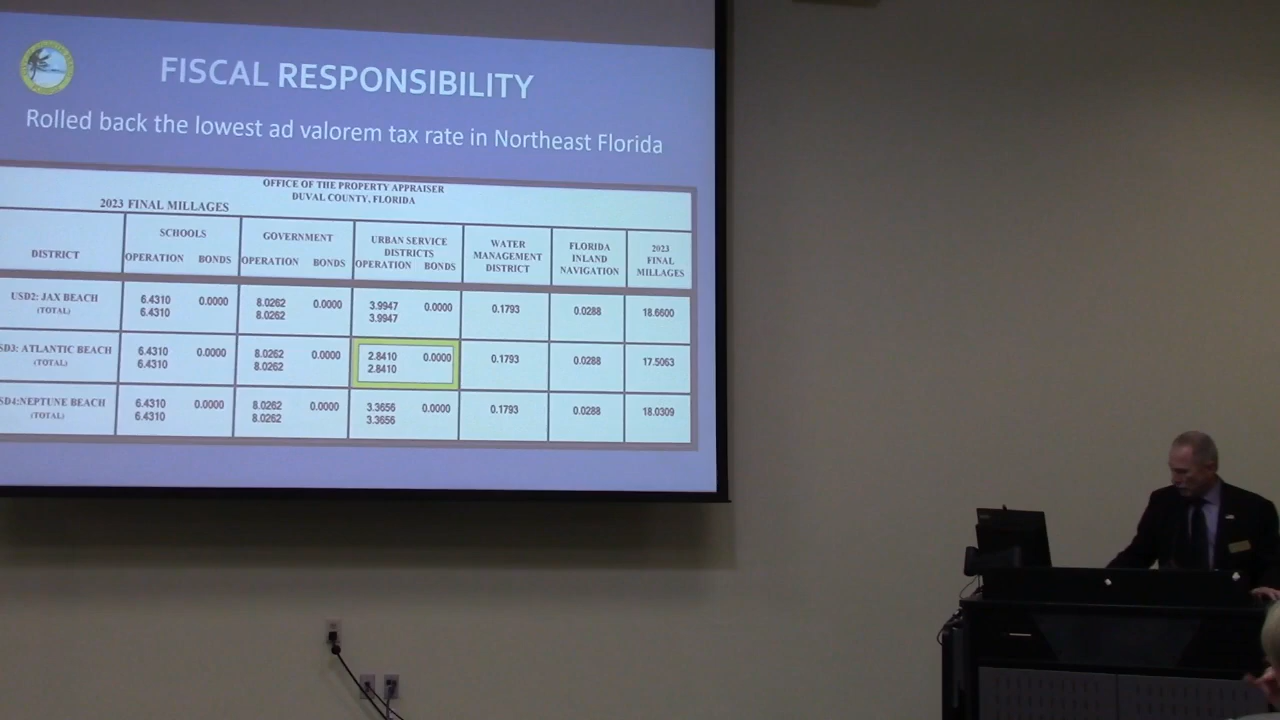 FISCAL RESPONSIBILITY
Rolled back the lowest ad valorem tax rate in Northeast Florida
OFFICE OF THE PROPERTY APPRAISER
DUVAL COUNTY, FLORIDA
2023 FINAL MILLAGES
DISTRICT SCHOOLS OPERATION BONDS GOVERNMENT OPERATION BONDS URBAN SERVICE DISTRICTS OPERATION BONDS WATER MANAGEMENT DISTRICT FLORIDA INLAND NAVIGATION 2023 FINAL MILLAGES
USD2: JAX BEACH 6.4310 0.0000 8.0262 0.0000 3.9947 0.0000 0.1793 0.0288 18.6600
(TOTAL) 6.4310 8.0262 3.9947
SD3: ATLANTIC BEACH 6.4310 0.0000 8.0262 0.0000 2.8410 0.0000 0.1793 0.0288 17.5063
(TOTAL) 6.4310 8.0262 2.8410
SD4:NEPTUNE BEACH 6.4310 0.0000 8.0262 0.0000 3.3656 0.0000 0.1793 0.0288 18.0309
(TOTAL) 6.4310 8.0262 3.3656